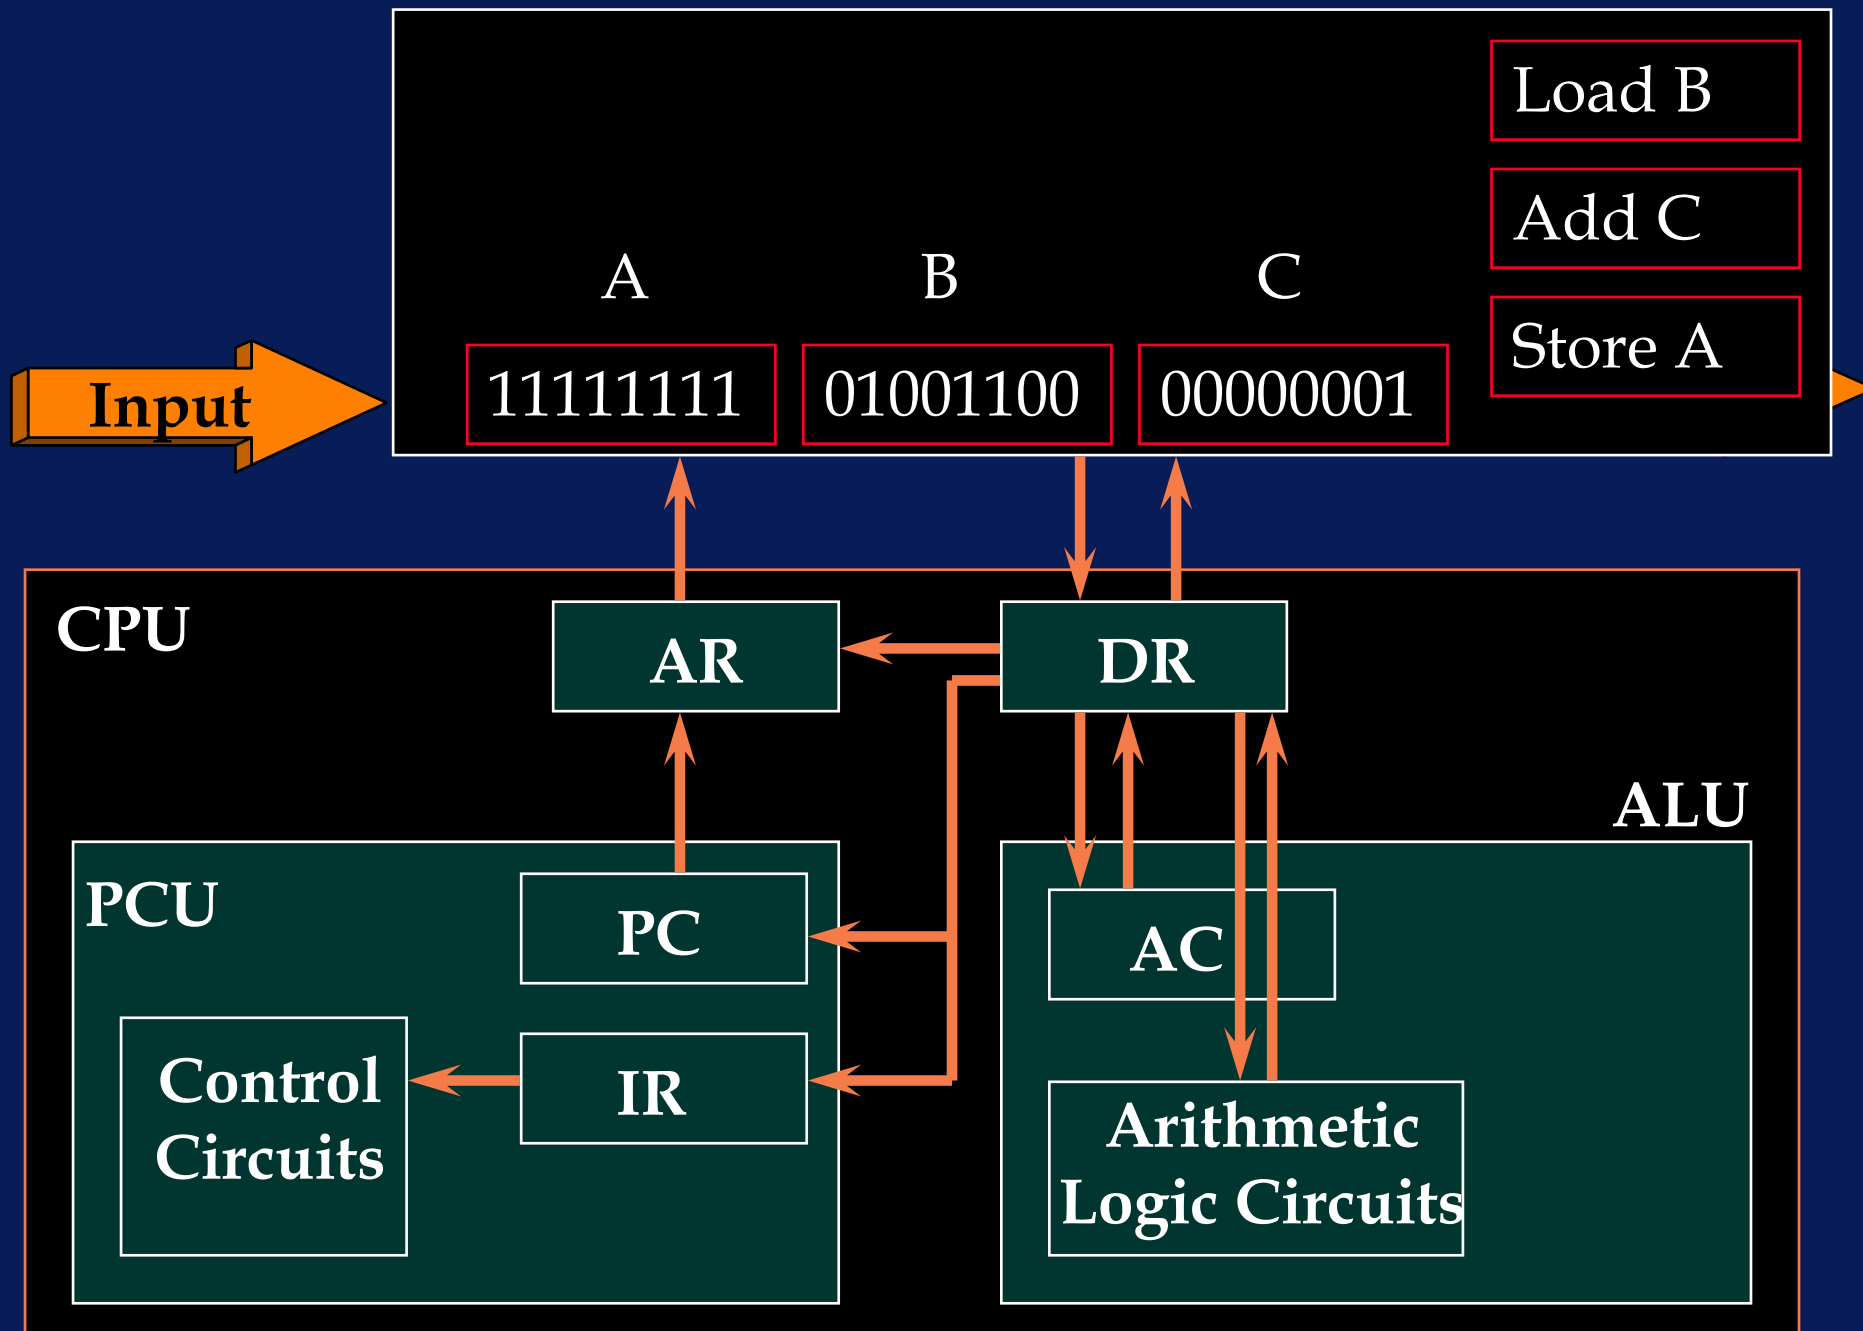 Load B
Add C
Store A
A B C
11111111 01001100 00000001
Input
CPU
AR
DR
ALU
PCU
PC
AC
IR
Control
Circuits
Arithmetic
Logic Circuits